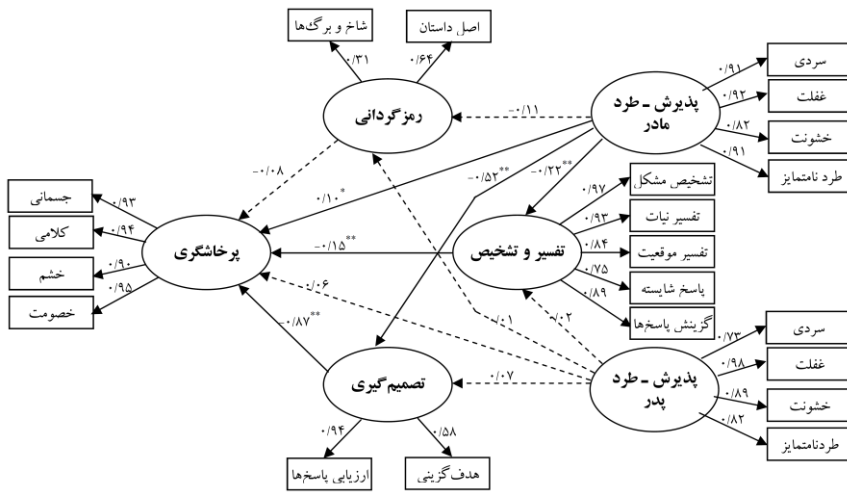 شاخ و برگ‌ها
اصل داستان
۰/۳۱
۰/۶۴
رمزگردانی
پذیرش ـ طرد
مادر
۰/۹۱
۰/۹۲
۰/۸۲
۰/۹۱
سردی
غفلت
خشونت
طرد نامتمایز
−۰/۱۱
−۰/۰۸
۰/۱۰*
−۰/۵۲**
−۰/۲۲**
جسمانی
کلامی
خشم
خصومت
۰/۹۳
۰/۹۴
۰/۹۰
۰/۹۵
پرخاشگری
−۰/۱۵**
تفسیر و تشخیص
۰/۹۷
۰/۹۳
۰/۸۴
۰/۷۵
۰/۸۹
تشخیص مشکل
تفسیر نیات
تفسیر موقعیت
پاسخ شایسته
گزینش پاسخ‌ها
۰/۰۶
۰/۰۱
۰/۰۲
−۰/۸۷**
۰/۰۷
تصمیم‌گیری
۰/۹۴
۰/۵۸
ارزیابی پاسخ‌ها
هدف‌گزینی
پذیرش ـ طرد
پدر
۰/۷۳
۰/۹۸
۰/۸۹
۰/۸۲
سردی
غفلت
خشونت
طردنامتمایز